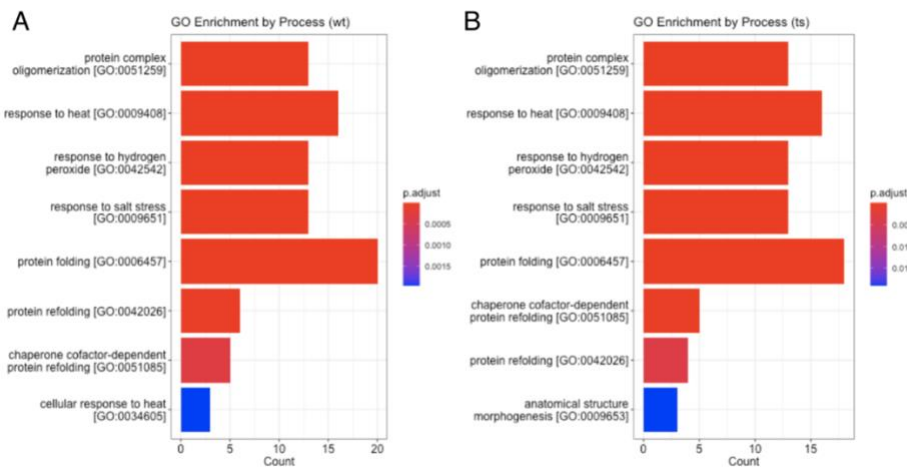 A
GO Enrichment by Process (wt)
protein complex
oligomerization [GO:0051259]
response to heat [GO:0009408]
response to hydrogen
peroxide [GO:0042542]
response to salt stress
[GO:0009651]
protein folding [GO:0006457]
protein refolding [GO:0042026]
chaperone cofactor-dependent
protein refolding [GO:0051085]
cellular response to heat
[GO:0034605]
0 5 10 15 20
Count
p.adjust
0.0005
0.0010
0.0015
B
GO Enrichment by Process (ts)
protein complex
oligomerization [GO:0051259]
response to heat [GO:0009408]
response to hydrogen
peroxide [GO:0042542]
response to salt stress
[GO:0009651]
protein folding [GO:0006457]
chaperone cofactor-dependent
protein refolding [GO:0051085]
protein refolding [GO:0042026]
anatomical structure
morphogenesis [GO:0009653]
0 5 10 15
Count
p.adjust